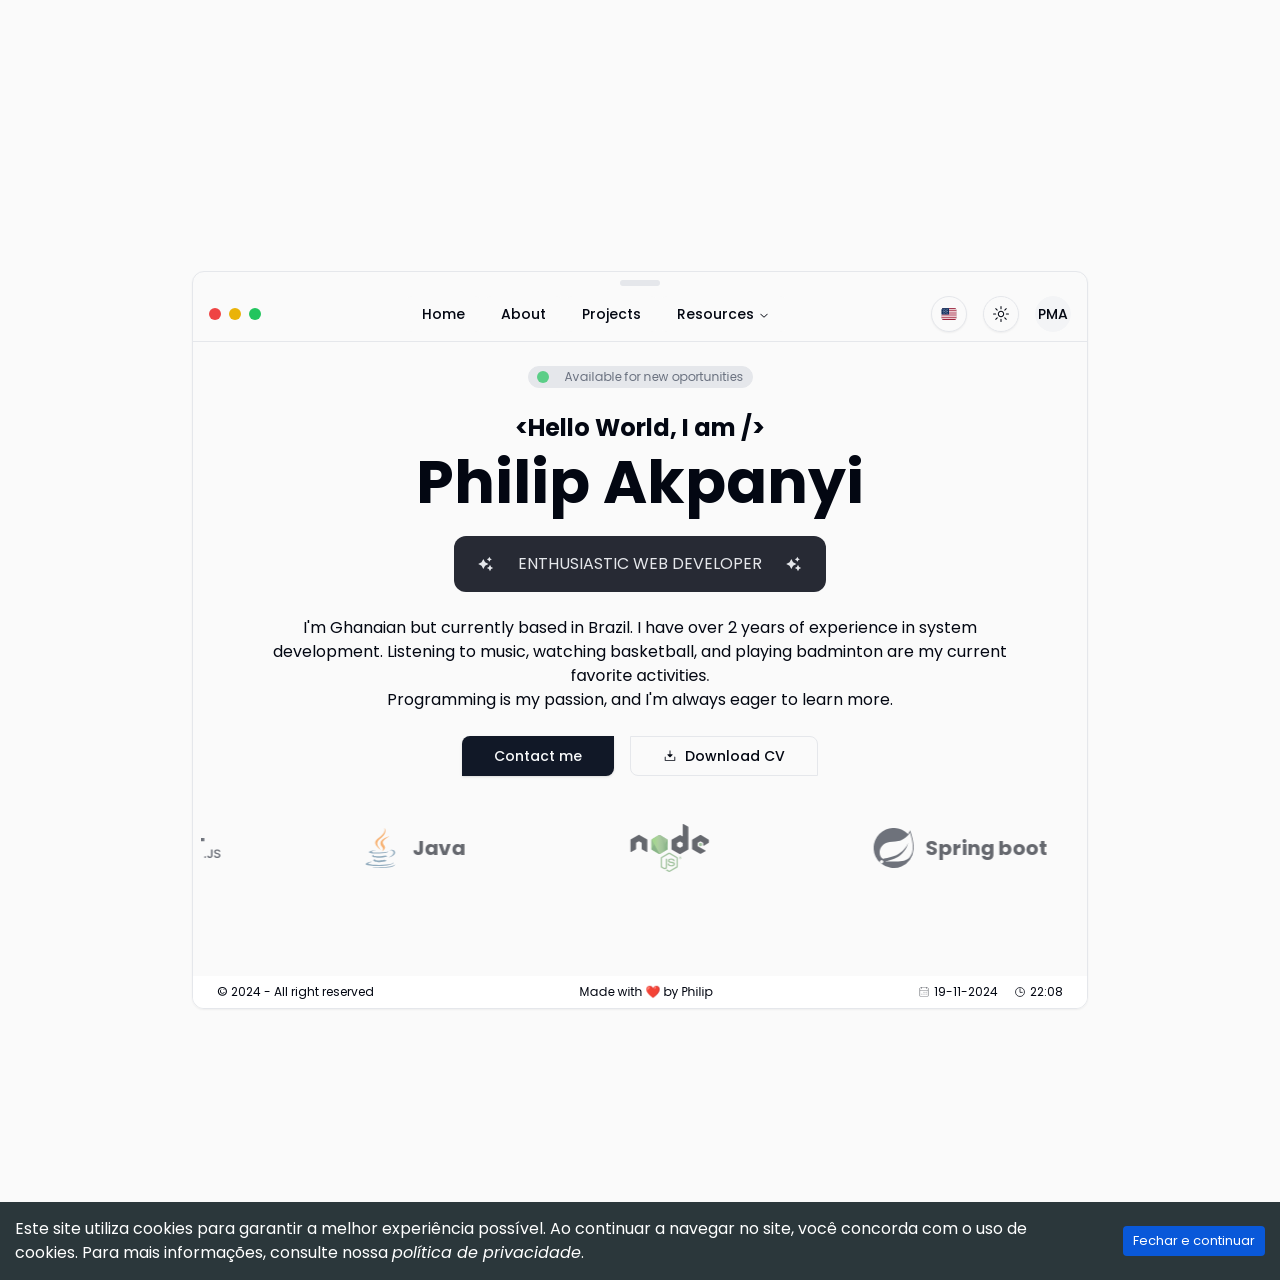 Home About Projects Resources PMA
Available for new oportunities
<Hello World, I am />
Philip Akpanyi
ENTHUSIASTIC WEB DEVELOPER
I'm Ghanaian but currently based in Brazil. I have over 2 years of experience in system
development. Listening to music, watching basketball, and playing badminton are my current
favorite activities.
Programming is my passion, and I'm always eager to learn more.
Contact me Download CV
.JS Java node JS Spring boot
© 2024 - All right reserved Made with ❤️ by Philip 19-11-2024 22:08
Este site utiliza cookies para garantir a melhor experiência possível. Ao continuar a navegar no site, você concorda com o uso de
cookies. Para mais informações, consulte nossa política de privacidade.
Fechar e continuar